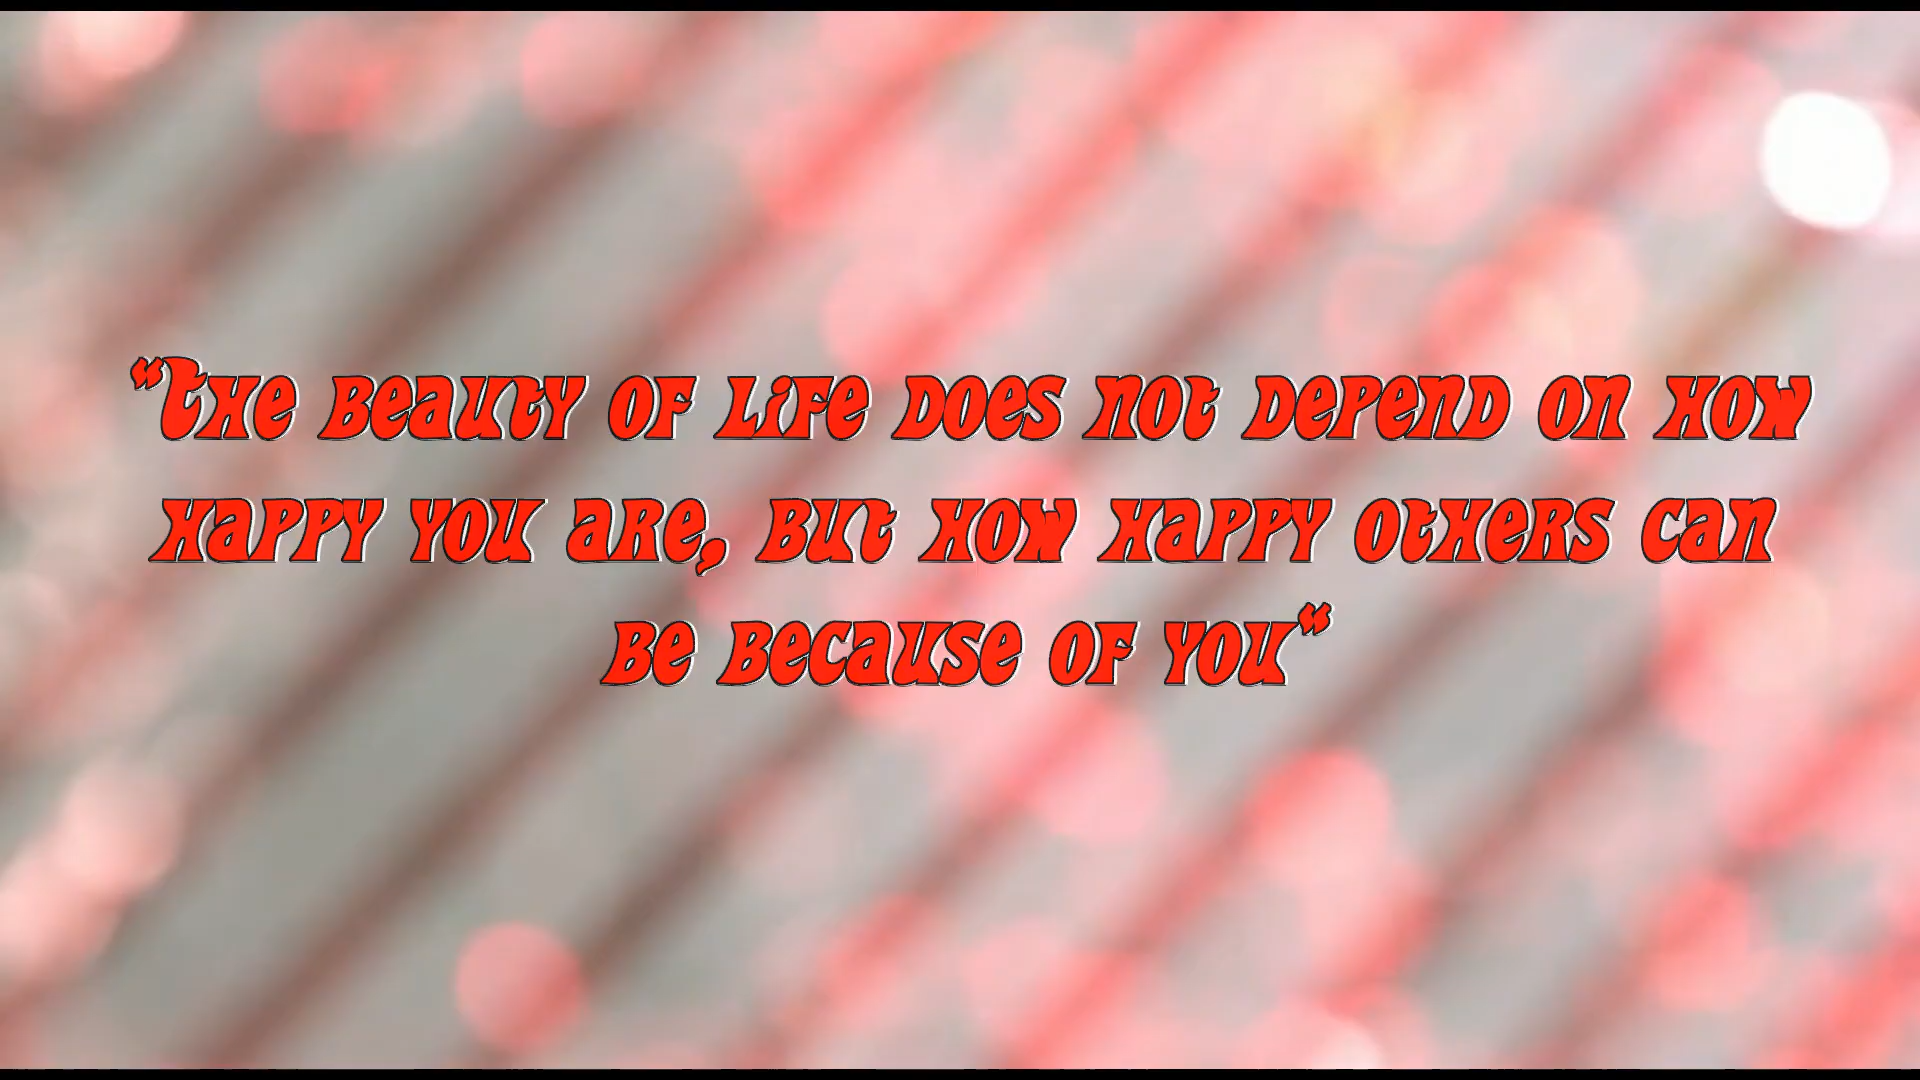 “The beauty of life does not depend on how
happy you are, but how happy others can
be because of you“